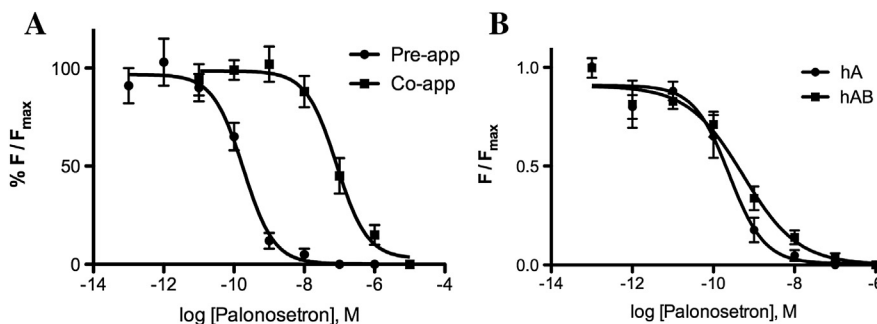 A
% F / Fmax
100
50
0
-14
-12
-10
-8
-6
-4
log [Palonosetron], M
Pre-app
Co-app
B
F / Fmax
1.0
0.5
0.0
-14
-12
-10
-8
-6
log [Palonosetron], M
hA
hAB